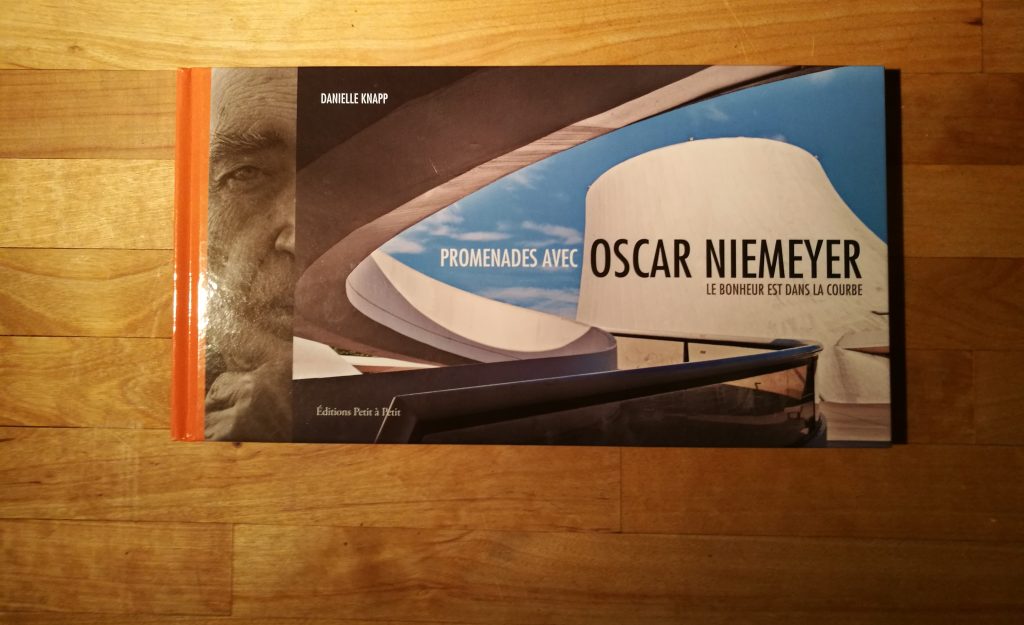 DANIELLE KNAPP
PROMENADES AVEC OSCAR NIEMEYER
LE BONHEUR EST DANS LA COURBE
Éditions Petit à Petit